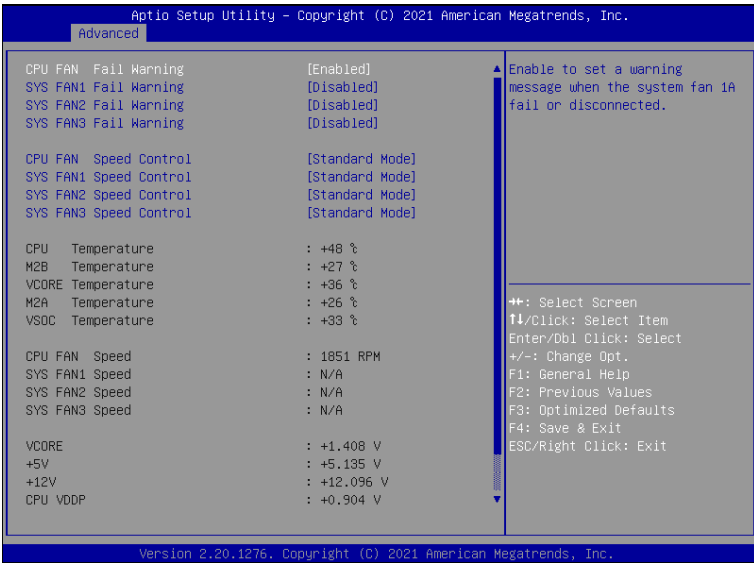 Aptio Setup Utility – Copyright (C) 2021 American Megatrends, Inc.
Advanced
CPU FAN  Fail Warning [Enabled]
SYS FAN1 Fail Warning [Disabled]
SYS FAN2 Fail Warning [Disabled]
SYS FAN3 Fail Warning [Disabled]
CPU FAN  Speed Control [Standard Mode]
SYS FAN1 Speed Control [Standard Mode]
SYS FAN2 Speed Control [Standard Mode]
SYS FAN3 Speed Control [Standard Mode]
CPU   Temperature : +48 ℃
M2B   Temperature : +27 ℃
VCORE Temperature : +36 ℃
M2A   Temperature : +26 ℃
VSOC  Temperature : +33 ℃
CPU FAN  Speed : 1851 RPM
SYS FAN1 Speed : N/A
SYS FAN2 Speed : N/A
SYS FAN3 Speed : N/A
VCORE : +1.408 V
+5V : +5.135 V
+12V : +12.096 V
CPU VDDP : +0.904 V
Enable to set a warning
message when the system fan 1A
fail or disconnected.
→←: Select Screen
↑↓/Click: Select Item
Enter/Dbl Click: Select
+/-: Change Opt.
F1: General Help
F2: Previous Values
F3: Optimized Defaults
F4: Save & Exit
ESC/Right Click: Exit
Version 2.20.1276. Copyright (C) 2021 American Megatrends, Inc.